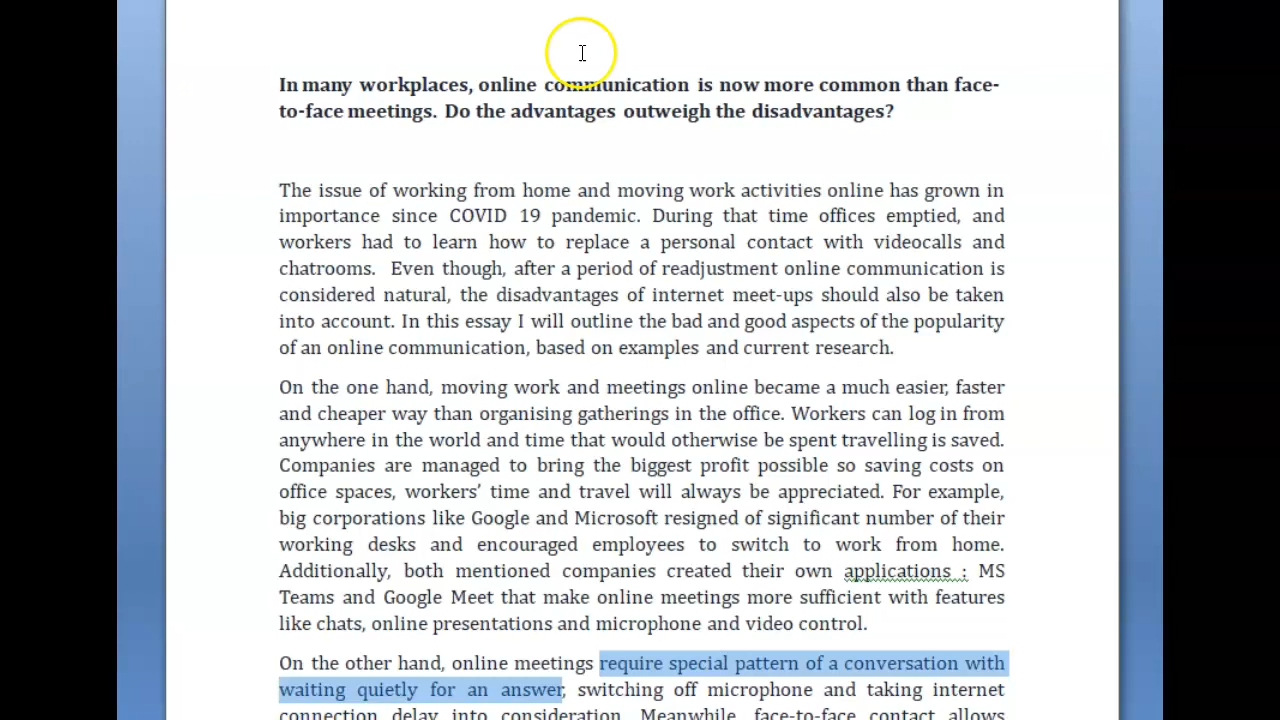 In many workplaces, online communication is now more common than face-
to-face meetings. Do the advantages outweigh the disadvantages?
The issue of working from home and moving work activities online has grown in
importance since COVID 19 pandemic. During that time offices emptied, and
workers had to learn how to replace a personal contact with videocalls and
chatrooms. Even though, after a period of readjustment online communication is
considered natural, the disadvantages of internet meet-ups should also be taken
into account. In this essay I will outline the bad and good aspects of the popularity
of an online communication, based on examples and current research.
On the one hand, moving work and meetings online became a much easier, faster
and cheaper way than organising gatherings in the office. Workers can log in from
anywhere in the world and time that would otherwise be spent travelling is saved.
Companies are managed to bring the biggest profit possible so saving costs on
office spaces, workers’ time and travel will always be appreciated. For example,
big corporations like Google and Microsoft resigned of significant number of their
working desks and encouraged employees to switch to work from home.
Additionally, both mentioned companies created their own applications : MS
Teams and Google Meet that make online meetings more sufficient with features
like chats, online presentations and microphone and video control.
On the other hand, online meetings require special pattern of a conversation with
waiting quietly for an answer, switching off microphone and taking internet
connection delay into consideration. Meanwhile, face-to-face contact allows